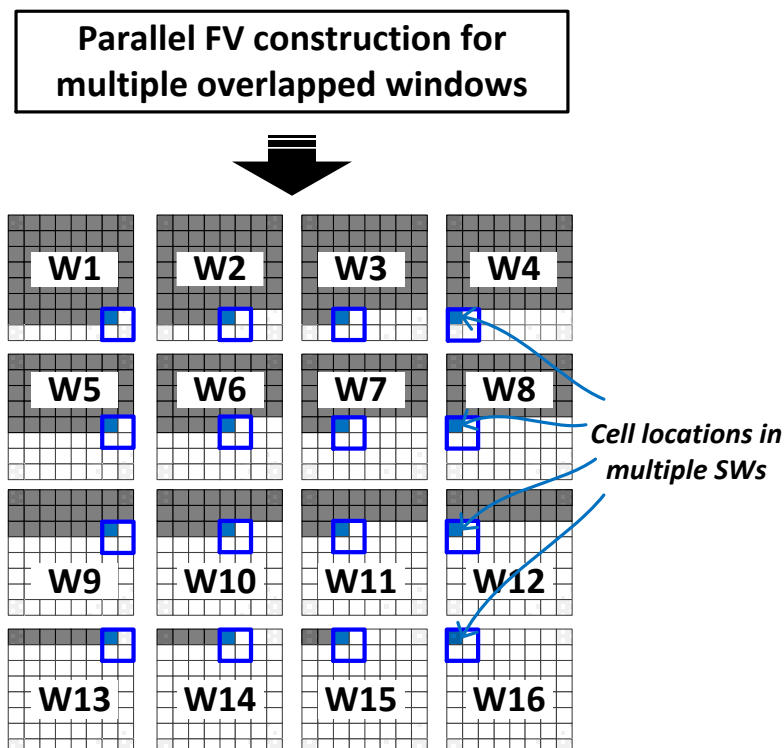 Parallel FV construction for
multiple overlapped windows
W1 W2 W3 W4
W5 W6 W7 W8
Cell locations in
multiple SWs
W9 W10 W11 W12
W13 W14 W15 W16